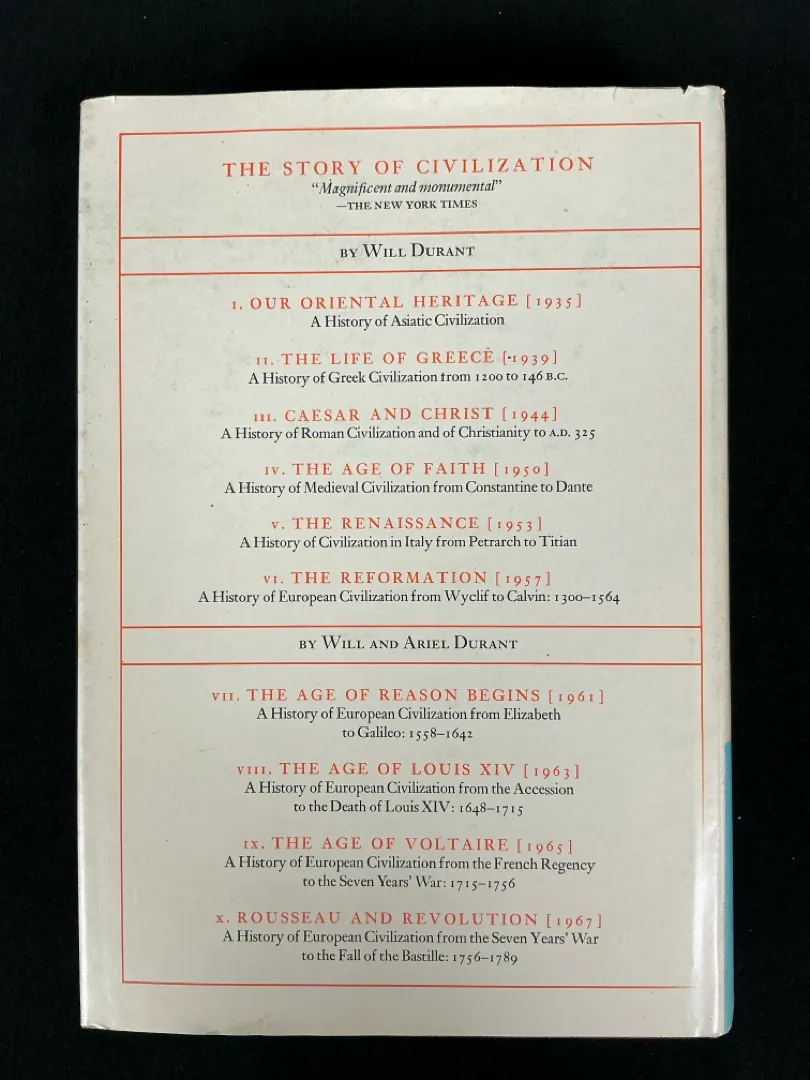 THE STORY OF CIVILIZATION
“Magnificent and monumental”
—THE NEW YORK TIMES
BY WILL DURANT
I. OUR ORIENTAL HERITAGE [1935]
A History of Asiatic Civilization
II. THE LIFE OF GREECE [1939]
A History of Greek Civilization from 1200 to 146 B.C.
III. CAESAR AND CHRIST [1944]
A History of Roman Civilization and of Christianity to A.D. 325
IV. THE AGE OF FAITH [1950]
A History of Medieval Civilization from Constantine to Dante
V. THE RENAISSANCE [1953]
A History of Civilization in Italy from Petrarch to Titian
VI. THE REFORMATION [1957]
A History of European Civilization from Wyclif to Calvin: 1300–1564
BY WILL AND ARIEL DURANT
VII. THE AGE OF REASON BEGINS [1961]
A History of European Civilization from Elizabeth
to Galileo: 1558–1642
VIII. THE AGE OF LOUIS XIV [1963]
A History of European Civilization from the Accession
to the Death of Louis XIV: 1648–1715
IX. THE AGE OF VOLTAIRE [1965]
A History of European Civilization from the French Regency
to the Seven Years’ War: 1715–1756
X. ROUSSEAU AND REVOLUTION [1967]
A History of European Civilization from the Seven Years’ War
to the Fall of the Bastille: 1756–1789